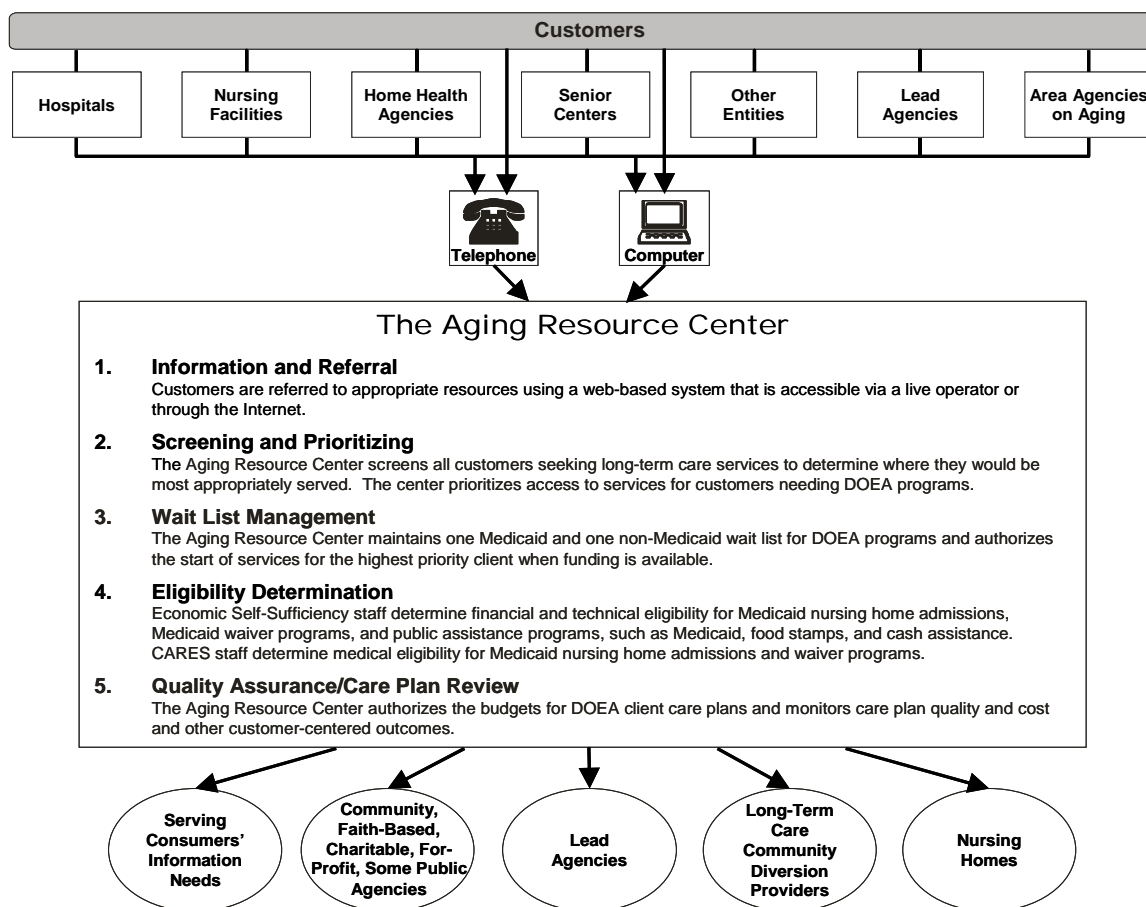 Customers
Hospitals
Nursing
Facilities
Home Health
Agencies
Senior
Centers
Other
Entities
Lead
Agencies
Area Agencies
on Aging
Telephone
Computer
The Aging Resource Center
1. Information and Referral
Customers are referred to appropriate resources using a web-based system that is accessible via a live operator or
through the Internet.
2. Screening and Prioritizing
The Aging Resource Center screens all customers seeking long-term care services to determine where they would be
most appropriately served. The center prioritizes access to services for customers needing DOEA programs.
3. Wait List Management
The Aging Resource Center maintains one Medicaid and one non-Medicaid wait list for DOEA programs and authorizes
the start of services for the highest priority client when funding is available.
4. Eligibility Determination
Economic Self-Sufficiency staff determine financial and technical eligibility for Medicaid nursing home admissions,
Medicaid waiver programs, and public assistance programs, such as Medicaid, food stamps, and cash assistance.
CARES staff determine medical eligibility for Medicaid nursing home admissions and waiver programs.
5. Quality Assurance/Care Plan Review
The Aging Resource Center authorizes the budgets for DOEA client care plans and monitors care plan quality and cost
and other customer-centered outcomes.
Serving
Consumers'
Information
Needs
Community,
Faith-Based,
Charitable, For-
Profit, Some Public
Agencies
Lead
Agencies
Long-Term
Care
Community
Diversion
Providers
Nursing
Homes